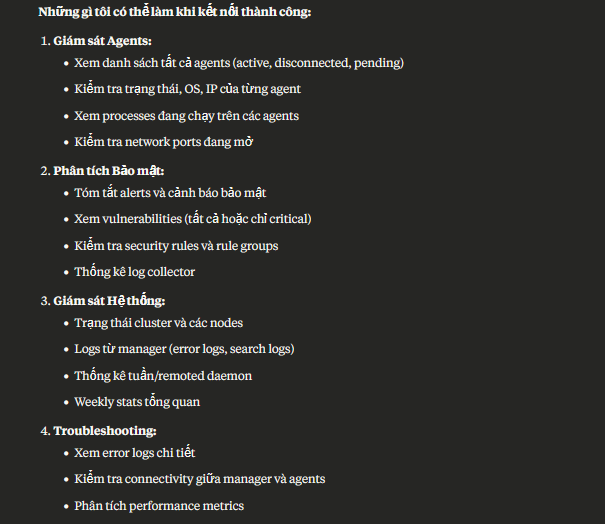 Những gì tôi có thể làm khi kết nối thành công:
1. Giám sát Agents:
• Xem danh sách tất cả agents (active, disconnected, pending)
• Kiểm tra trạng thái, OS, IP của từng agent
• Xem processes đang chạy trên các agents
• Kiểm tra network ports đang mở
2. Phân tích Bảo mật:
• Tóm tắt alerts và cảnh báo bảo mật
• Xem vulnerabilities (tất cả hoặc chỉ critical)
• Kiểm tra security rules và rule groups
• Thống kê log collector
3. Giám sát Hệ thống:
• Trạng thái cluster và các nodes
• Logs từ manager (error logs, search logs)
• Thống kê tuần/remoted daemon
• Weekly stats tổng quan
4. Troubleshooting:
• Xem error logs chi tiết
• Kiểm tra connectivity giữa manager và agents
• Phân tích performance metrics